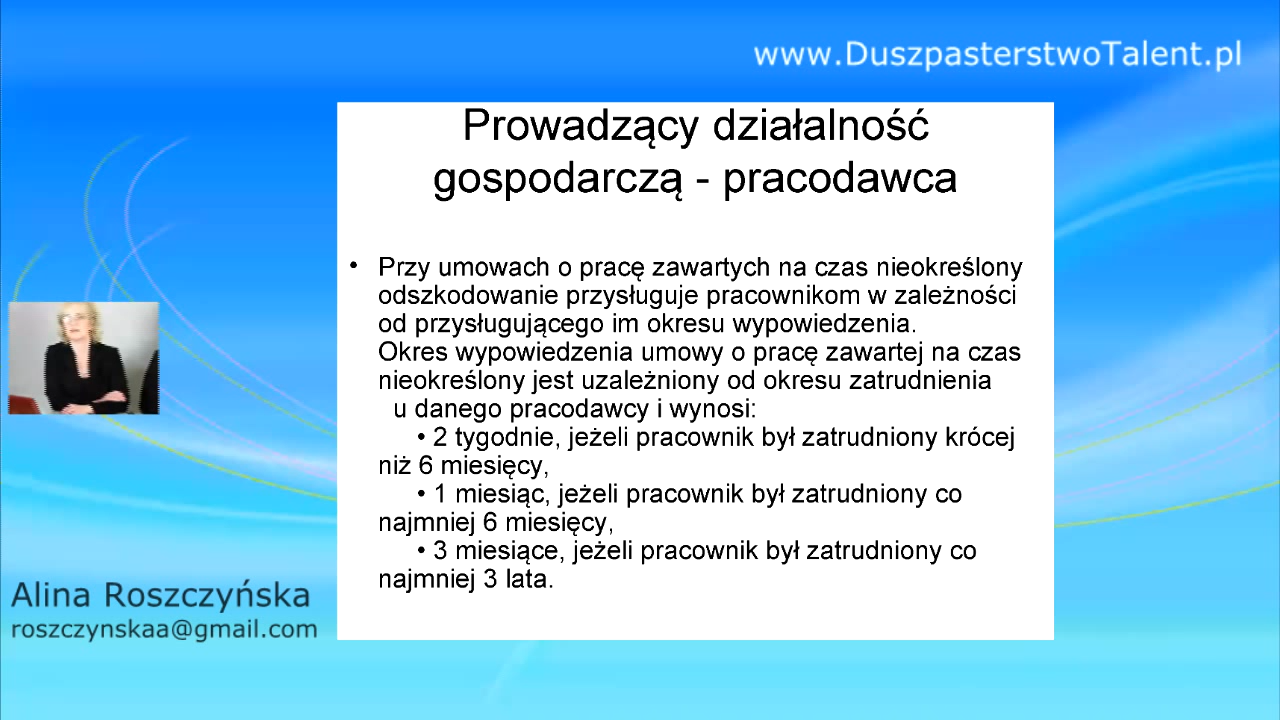 www.DuszpasterstwoTalent.pl
Prowadzący działalność
gospodarczą - pracodawca
• Przy umowach o pracę zawartych na czas nieokreślony
odszkodowanie przysługuje pracownikom w zależności
od przysługującego im okresu wypowiedzenia.
Okres wypowiedzenia umowy o pracę zawartej na czas
nieokreślony jest uzależniony od okresu zatrudnienia
u danego pracodawcy i wynosi:
• 2 tygodnie, jeżeli pracownik był zatrudniony krócej
niż 6 miesięcy,
• 1 miesiąc, jeżeli pracownik był zatrudniony co
najmniej 6 miesięcy,
• 3 miesiące, jeżeli pracownik był zatrudniony co
najmniej 3 lata.
Alina Roszczyńska
roszczynskaa@gmail.com